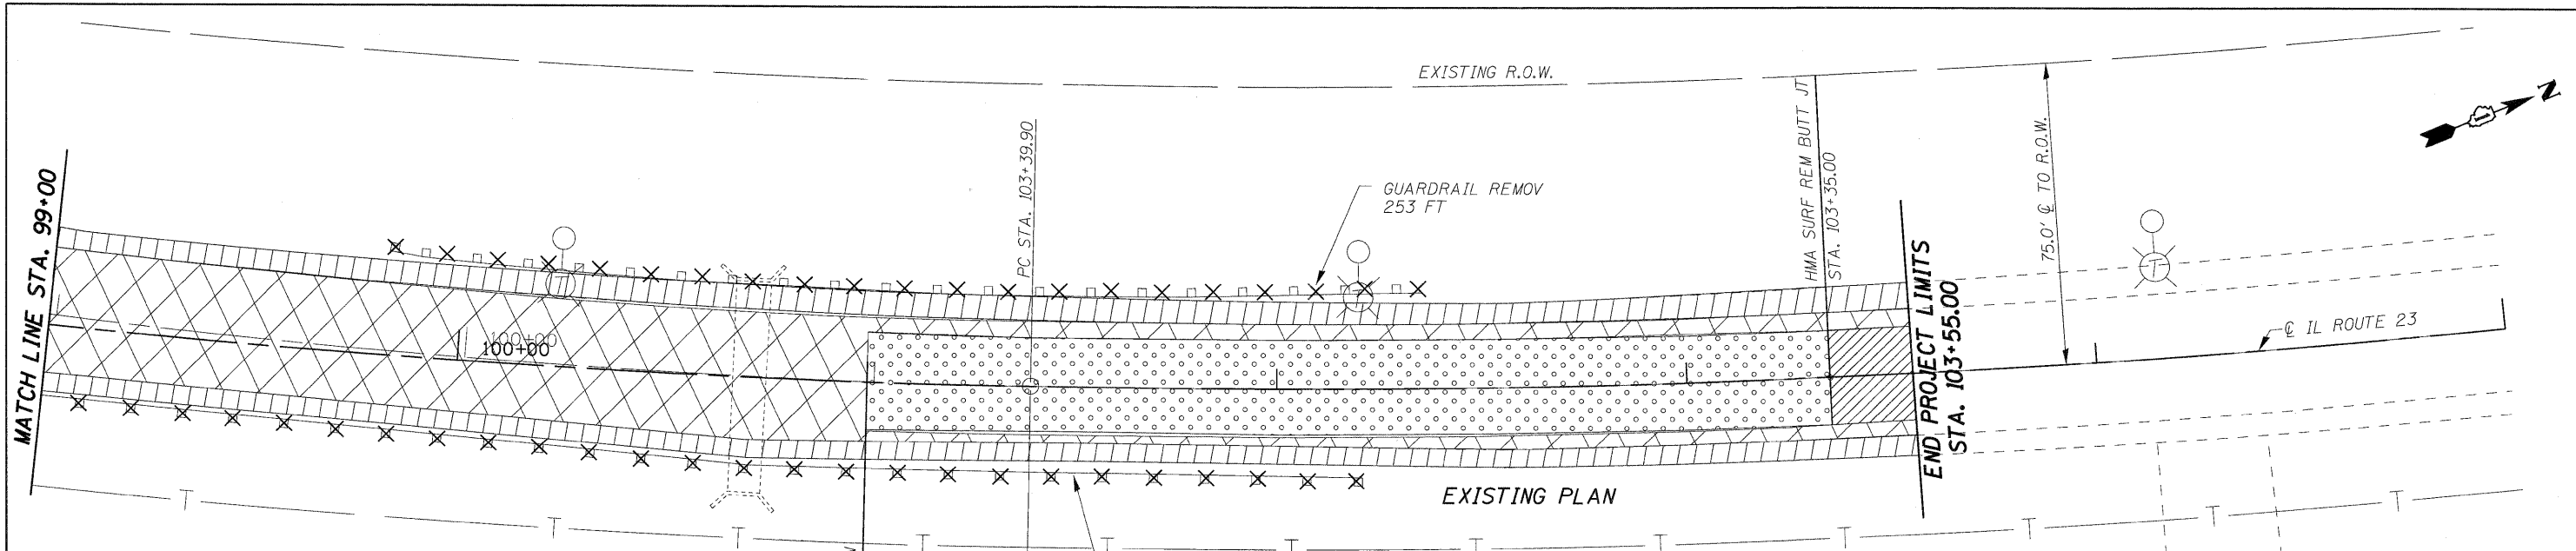 EXISTING R.O.W.
N
MATCH LINE STA. 99+00
PC STA. 103+39.90
GUARDRAIL REMOV
253 FT
HMA SURF REM BUTT JT
STA. 103+35.00
END PROJECT LIMITS
STA. 103+55.00
75.0' ℄ TO R.O.W.
T
T
T
100+00
100+00
℄ IL ROUTE 23
EXISTING PLAN
T
T
T
T
T
T
T
T
T
T
T
T
T